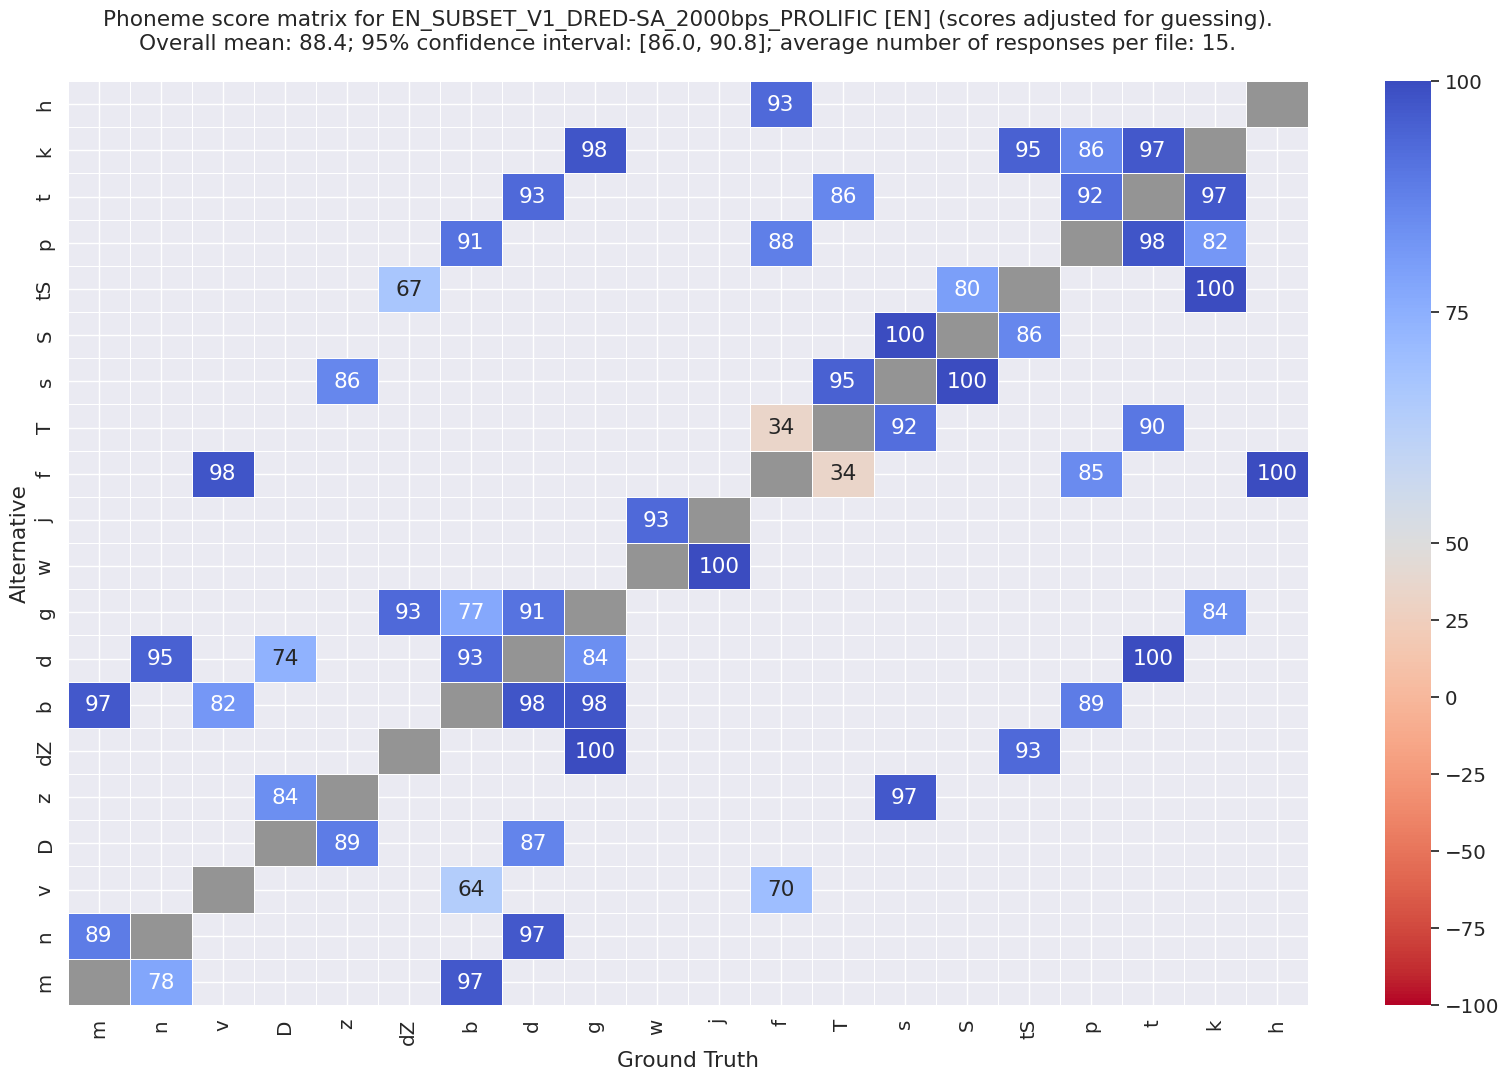 Phoneme score matrix for EN_SUBSET_V1_DRED-SA_2000bps_PROLIFIC [EN] (scores adjusted for guessing).
Overall mean: 88.4; 95% confidence interval: [86.0, 90.8]; average number of responses per file: 15.
Alternative
h 93
k 98 95 86 97
t 93 86 92 97
p 91 88 98 82
tS 67 80 100
S 100 86
s 86 95 100
T 34 92 90
f 98 34 85 100
j 93
w 100
g 93 77 91 84
d 95 74 93 84 100
b 97 82 98 98 89
dZ 100 93
z 84 97
D 89 87
v 64 70
n 89 97
m 78 97
m n v D z dZ b d g w j f T s S tS p t k h
Ground Truth
100
75
50
25
0
−25
−50
−75
−100